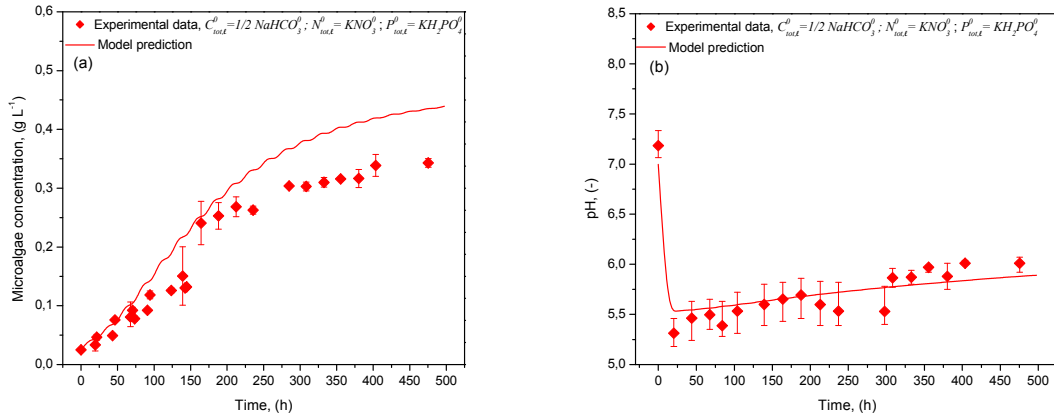 Experimental data, C⁰tot,t=1/2 NaHCO⁰3 ; N⁰tot,t= KNO⁰3 ; P⁰tot,t= KH2PO⁰4
Model prediction
(a)
0,6
0,5
0,4
0,3
0,2
0,1
0,0
Microalgae concentration, (g L⁻¹)
0 50 100 150 200 250 300 350 400 450 500
Time, (h)
Experimental data, C⁰tot,t=1/2 NaHCO⁰3 ; N⁰tot,t= KNO⁰3 ; P⁰tot,t= KH2PO⁰4
Model prediction
(b)
8,5
8,0
7,5
7,0
6,5
6,0
5,5
5,0
pH, (-)
0 50 100 150 200 250 300 350 400 450 500
Time, (h)